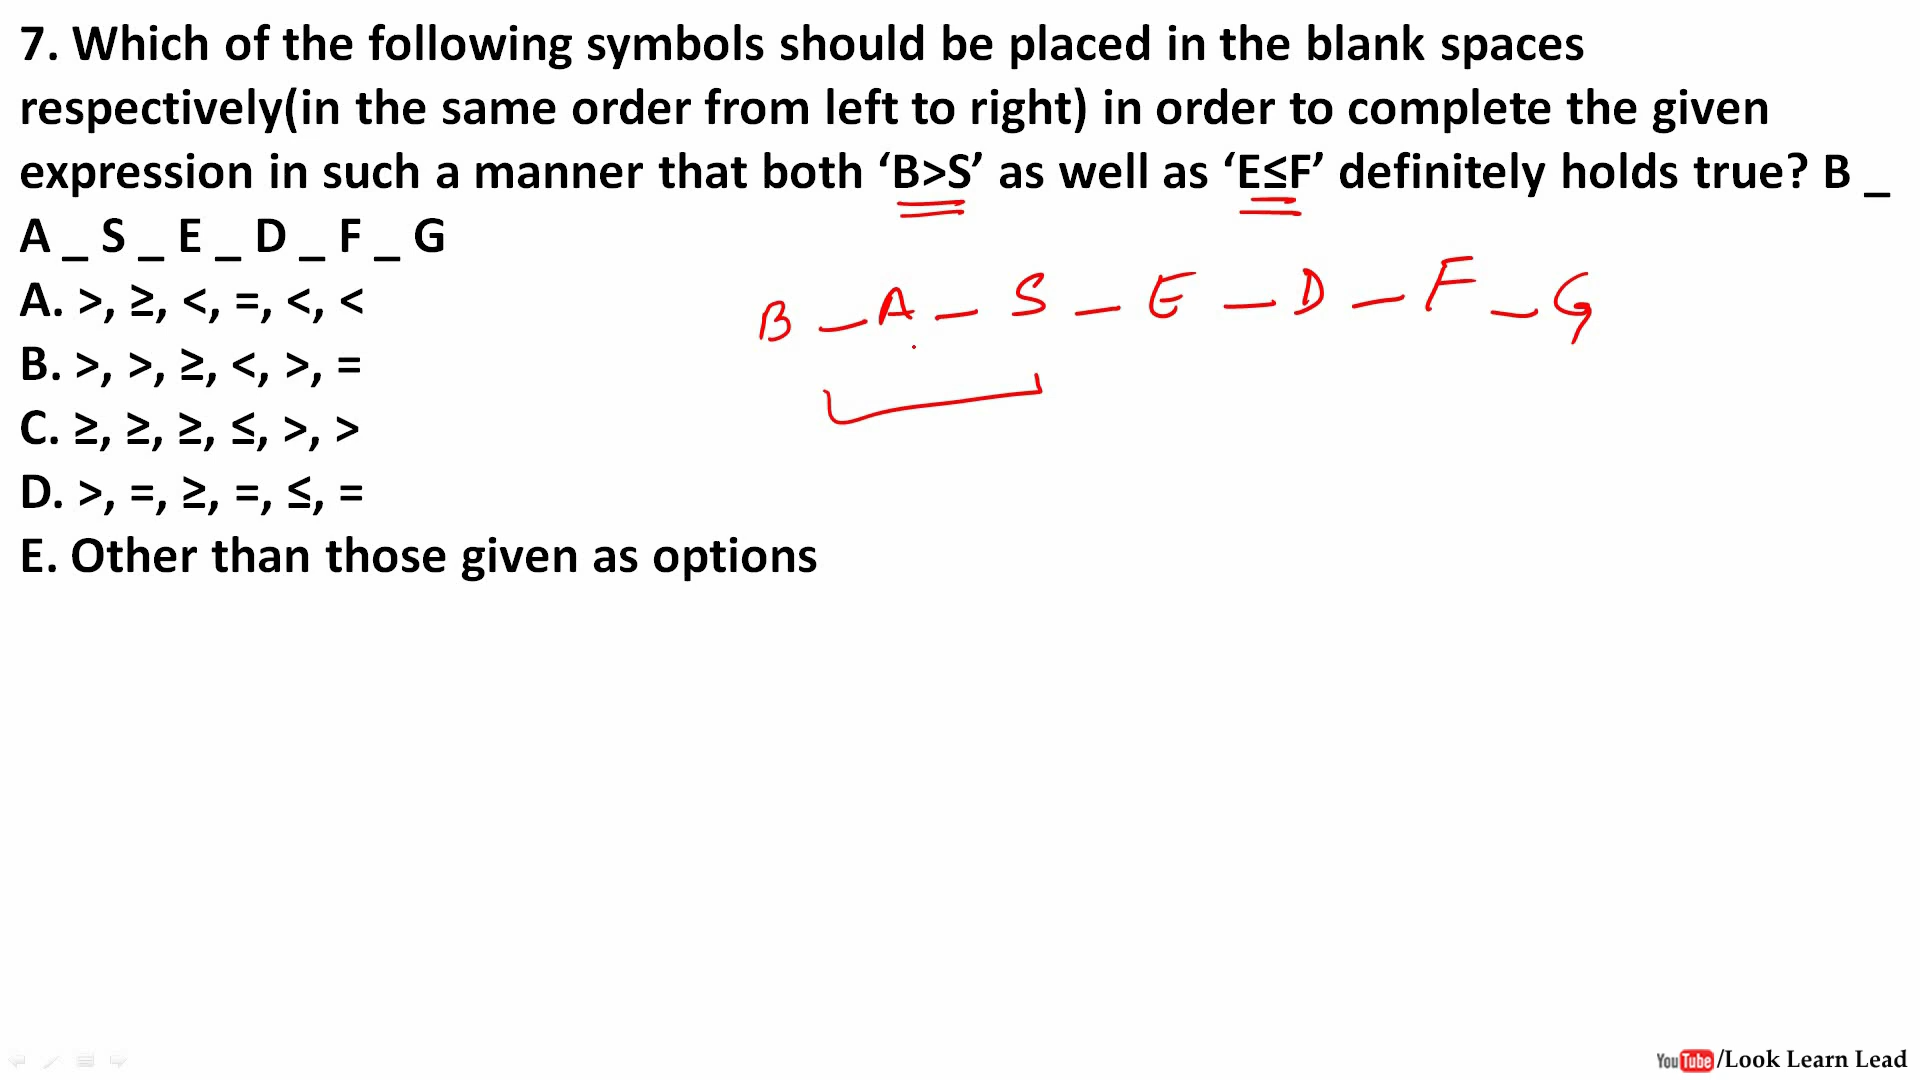 7. Which of the following symbols should be placed in the blank spaces
respectively(in the same order from left to right) in order to complete the given
expression in such a manner that both ‘B>S’ as well as ‘E≤F’ definitely holds true? B _
A _ S _ E _ D _ F _ G
A. >, ≥, <, =, <, <
B. >, >, ≥, <, >, =
C. ≥, ≥, ≥, ≤, >, >
D. >, =, ≥, =, ≤, =
E. Other than those given as options
B _ A _ S _ E _ D _ F _ G
YouTube/Look Learn Lead